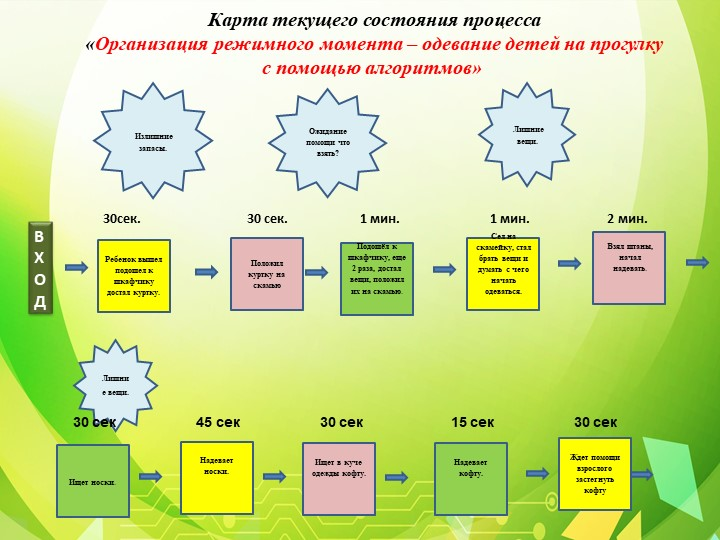 Карта текущего состояния процесса
«Организация режимного момента – одевание детей на прогулку
с помощью алгоритмов»
Излишние
запасы.
Ожидание
помощи что
взять?
Лишние
вещи.
30сек.
30 сек.
1 мин.
1 мин.
2 мин.
В
Х
О
Д
Ребенок вышел
подошел к
шкафчику
достал куртку.
Положил
куртку на
скамью
Подошёл к
шкафчику, еще
2 раза, достал
вещи, положил
их на скамью.
Сел на
скамейку, стал
брать вещи и
думать с чего
начать
одеваться.
Взял штаны,
начал
надевать.
Лишни
е вещи.
30 сек
45 сек
30 сек
15 сек
30 сек
Ищет носки.
Надевает
носки.
Ищет в куче
одежды кофту.
Надевает
кофту.
Ждет помощи
взрослого
застегнуть
кофту